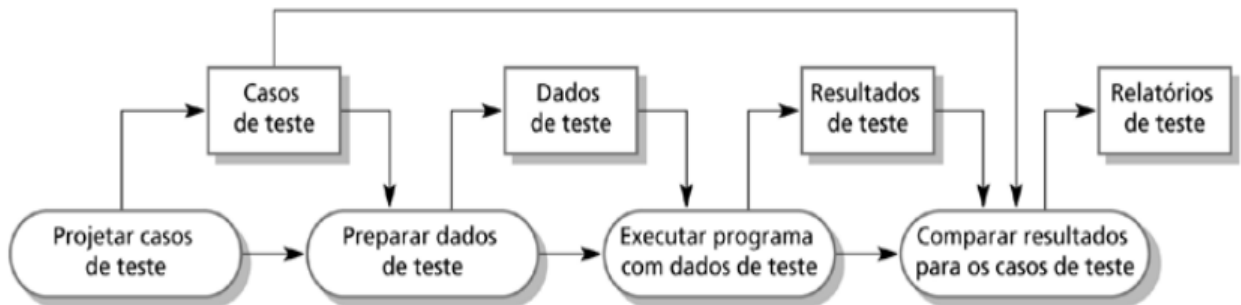 Casos
de teste
Dados
de teste
Resultados
de teste
Relatórios
de teste
Projetar casos
de teste
Preparar dados
de teste
Executar programa
com dados de teste
Comparar resultados
para os casos de teste